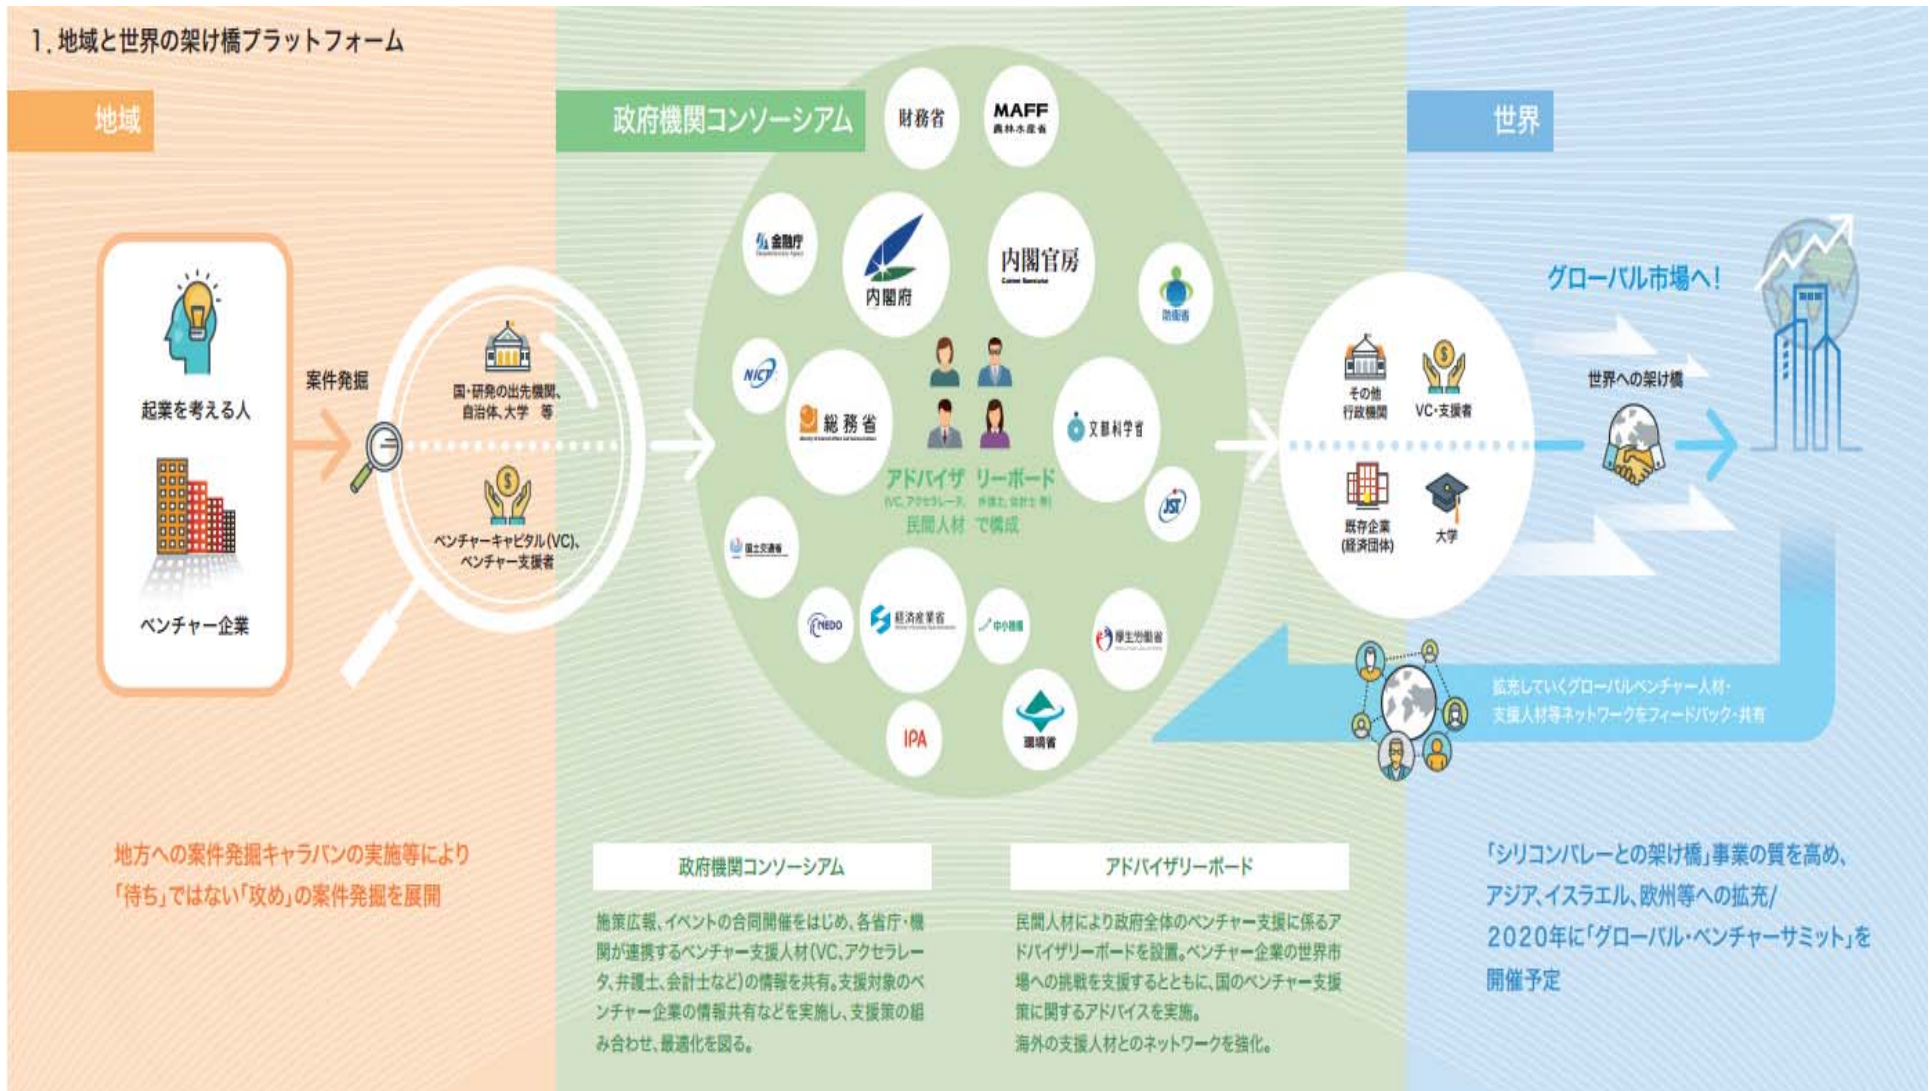 1. 地域と世界の架け橋プラットフォーム
地域
起業を考える人
ベンチャー企業
案件発掘
国・研発の出先機関、
自治体、大学 等
ベンチャーキャピタル(VC)、
ベンチャー支援者
地方への案件発掘キャラバンの実施等により
「待ち」ではない「攻め」の案件発掘を展開
政府機関コンソーシアム
財務省
MAFF
農林水産省
金融庁
内閣府
内閣官房
Cabinet Secretariat
防衛省
NICT
総務省
文部科学省
アドバイザ リーボード
(VC、アクセラレータ、 弁護士、会計士 等)
民間人材 で構成
JST
国土交通省
NEDO
経済産業省
中小機構
厚生労働省
IPA
環境省
政府機関コンソーシアム
施策広報、イベントの合同開催をはじめ、各省庁・機
関が連携するベンチャー支援人材(VC、アクセラレー
タ、弁護士、会計士など)の情報を共有。支援対象のベ
ンチャー企業の情報共有などを実施し、支援策の組
み合わせ、最適化を図る。
アドバイザリーボード
民間人材により政府全体のベンチャー支援に係るア
ドバイザリーボードを設置。ベンチャー企業の世界市
場への挑戦を支援するとともに、国のベンチャー支援
策に関するアドバイスを実施。
海外の支援人材とのネットワークを強化。
世界
その他
行政機関
VC・支援者
既存企業
(経済団体)
大学
グローバル市場へ!
世界への架け橋
拡充していくグローバルベンチャー人材・
支援人材等ネットワークをフィードバック・共有
「シリコンバレーとの架け橋」事業の質を高め、
アジア、イスラエル、欧州等への拡充/
2020年に「グローバル・ベンチャーサミット」を
開催予定